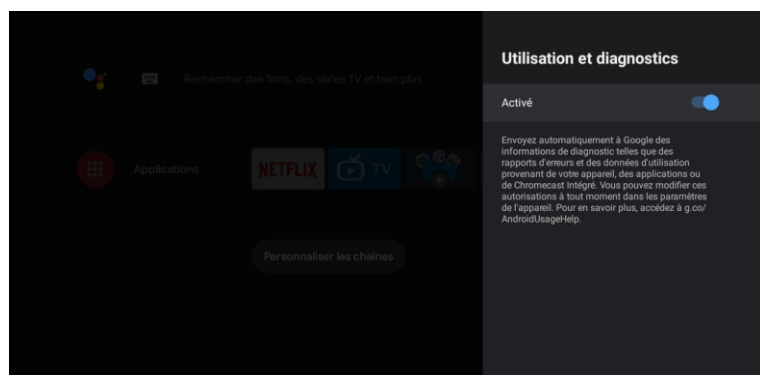 Utilisation et diagnostics
Rechercher des films, des séries TV et bien plus
Activé
Envoyez automatiquement à Google des
informations de diagnostic telles que des
rapports d'erreurs et des données d'utilisation
provenant de votre appareil, des applications ou
de Chromecast Intégré. Vous pouvez modifier ces
autorisations à tout moment dans les paramètres
de l'appareil. Pour en savoir plus, accédez à g.co/
AndroidUsageHelp.
Applications
NETFLIX
TV
Personnaliser les chaînes